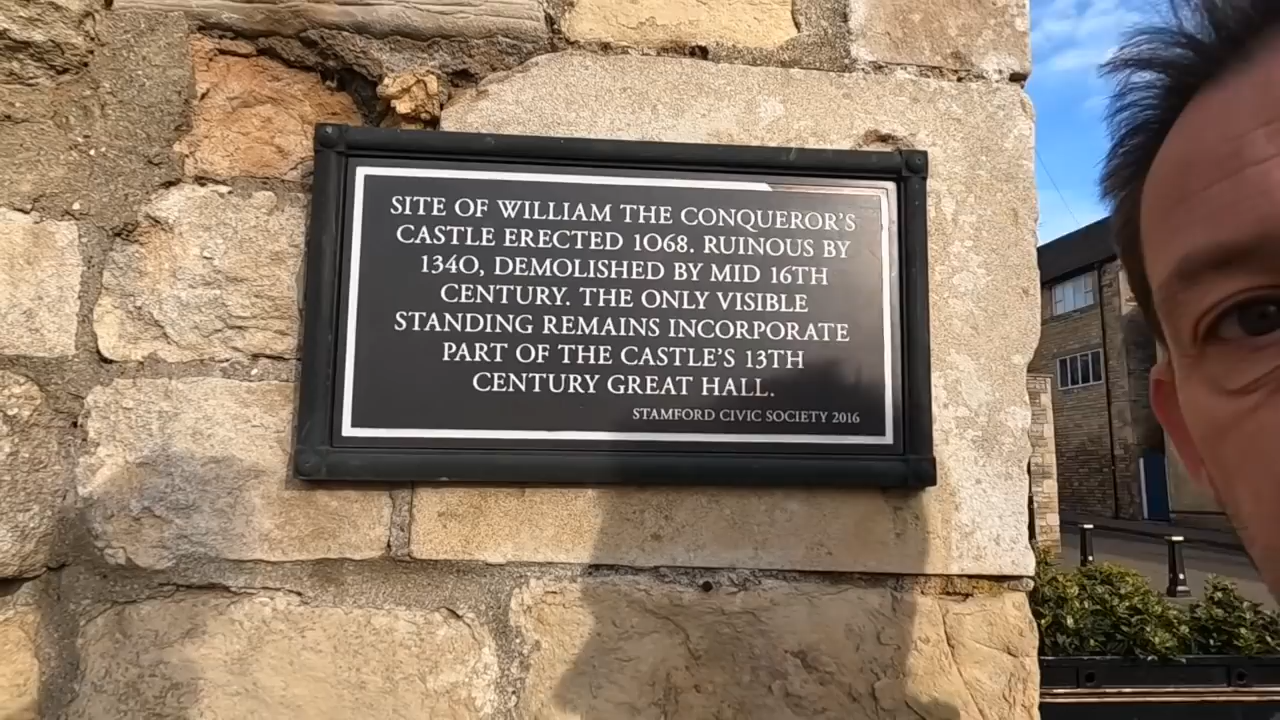 SITE OF WILLIAM THE CONQUEROR'S
CASTLE ERECTED 1068. RUINOUS BY
1340, DEMOLISHED BY MID 16TH
CENTURY. THE ONLY VISIBLE
STANDING REMAINS INCORPORATE
PART OF THE CASTLE'S 13TH
CENTURY GREAT HALL.
STAMFORD CIVIC SOCIETY 2016